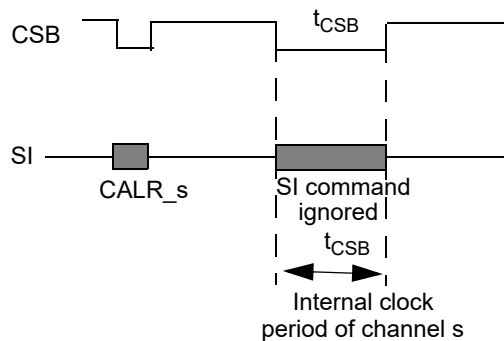 t_CSB
CSB
SI
CALR_s
SI command
ignored
t_CSB
Internal clock
period of channel s